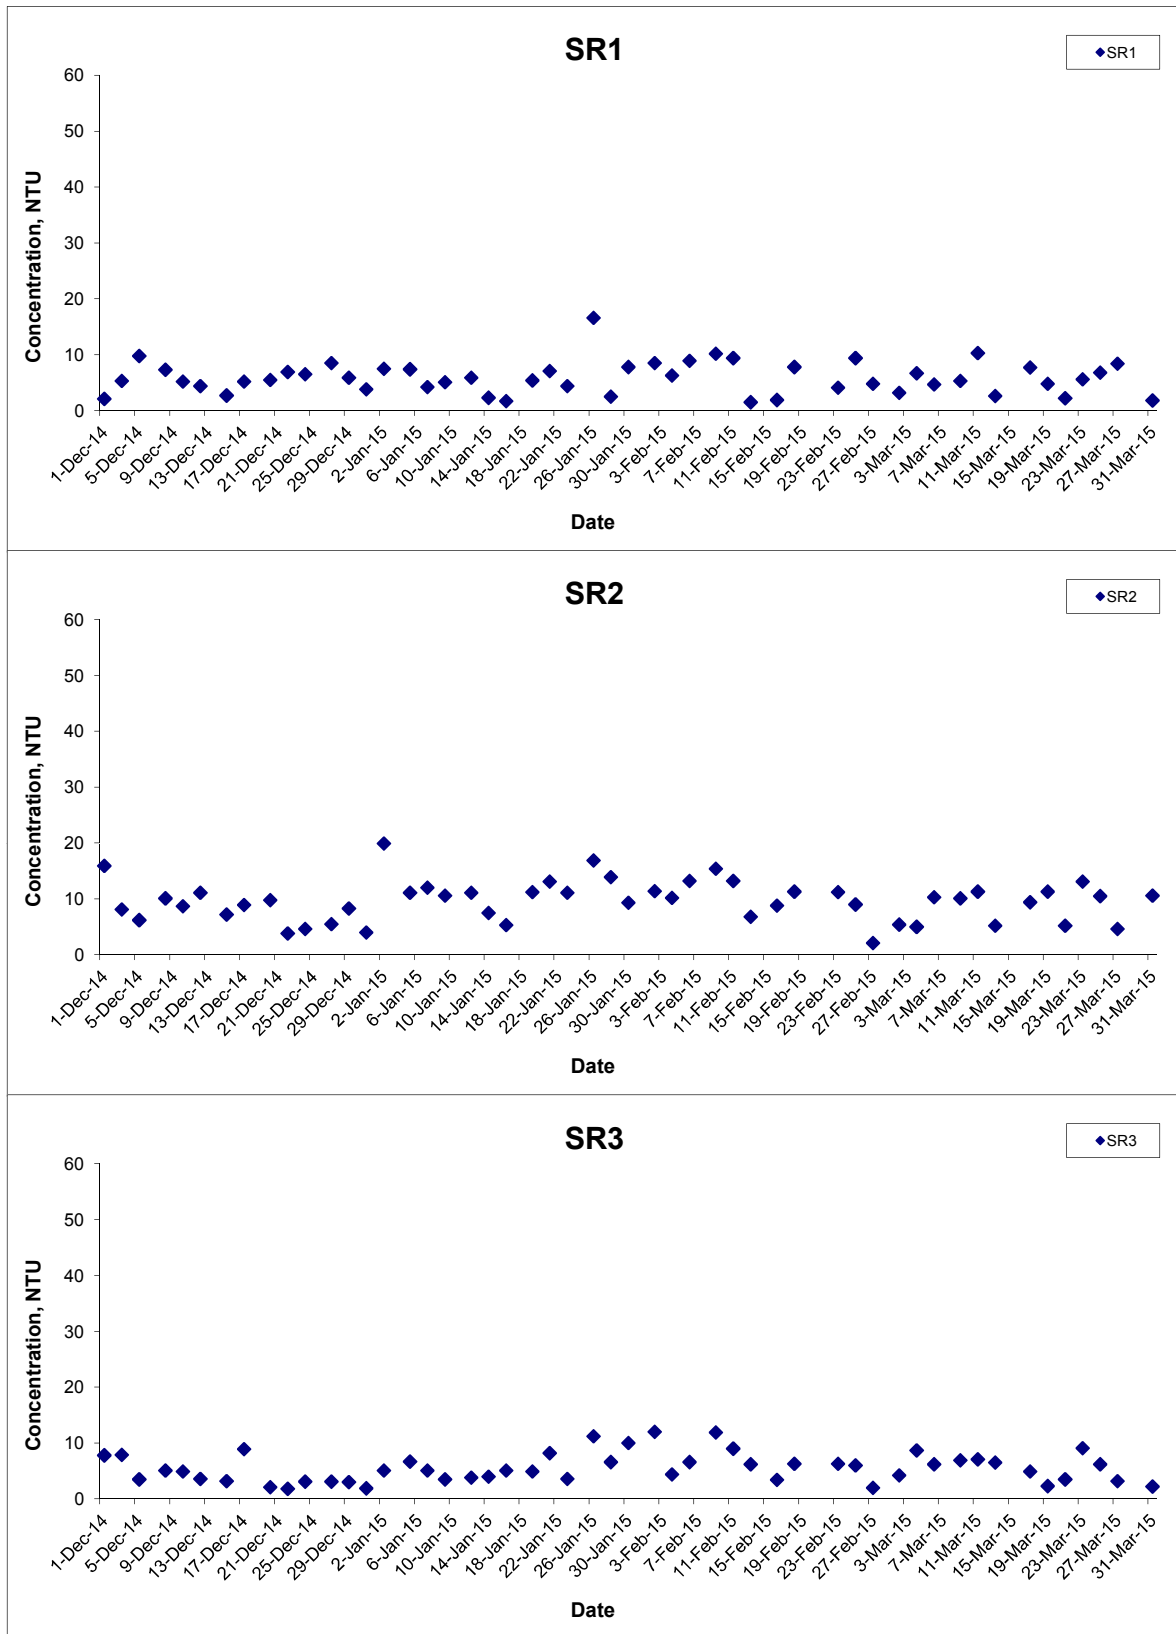 SR1
SR1
60
50
40
30
20
10
0
Concentration, NTU
1-Dec-14
5-Dec-14
9-Dec-14
13-Dec-14
17-Dec-14
21-Dec-14
25-Dec-14
29-Dec-14
2-Jan-15
6-Jan-15
10-Jan-15
14-Jan-15
18-Jan-15
22-Jan-15
26-Jan-15
30-Jan-15
3-Feb-15
7-Feb-15
11-Feb-15
15-Feb-15
19-Feb-15
23-Feb-15
27-Feb-15
3-Mar-15
7-Mar-15
11-Mar-15
15-Mar-15
19-Mar-15
23-Mar-15
27-Mar-15
31-Mar-15
Date
SR2
SR2
60
50
40
30
20
10
0
Concentration, NTU
1-Dec-14
5-Dec-14
9-Dec-14
13-Dec-14
17-Dec-14
21-Dec-14
25-Dec-14
29-Dec-14
2-Jan-15
6-Jan-15
10-Jan-15
14-Jan-15
18-Jan-15
22-Jan-15
26-Jan-15
30-Jan-15
3-Feb-15
7-Feb-15
11-Feb-15
15-Feb-15
19-Feb-15
23-Feb-15
27-Feb-15
3-Mar-15
7-Mar-15
11-Mar-15
15-Mar-15
19-Mar-15
23-Mar-15
27-Mar-15
31-Mar-15
Date
SR3
SR3
60
50
40
30
20
10
0
Concentration, NTU
1-Dec-14
5-Dec-14
9-Dec-14
13-Dec-14
17-Dec-14
21-Dec-14
25-Dec-14
29-Dec-14
2-Jan-15
6-Jan-15
10-Jan-15
14-Jan-15
18-Jan-15
22-Jan-15
26-Jan-15
30-Jan-15
3-Feb-15
7-Feb-15
11-Feb-15
15-Feb-15
19-Feb-15
23-Feb-15
27-Feb-15
3-Mar-15
7-Mar-15
11-Mar-15
15-Mar-15
19-Mar-15
23-Mar-15
27-Mar-15
31-Mar-15
Date